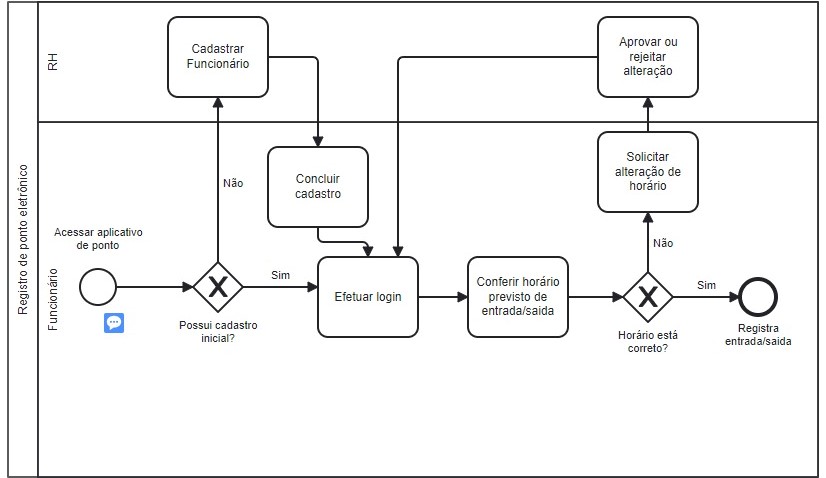 Registro de ponto eletrônico
RH
Cadastrar
Funcionário
Aprovar ou
rejeitar
alteração
Funcionário
Solicitar
alteração de
horário
Concluir
cadastro
Não
Acessar aplicativo
de ponto
Não
Sim
Efetuar login
Conferir horário
previsto de
entrada/saida
Sim
X
X
Possui cadastro
inicial?
Horário está
correto?
Registra
entrada/saida